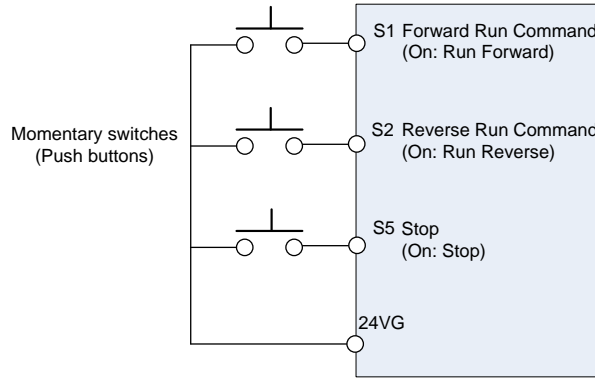 S1 Forward Run Command
(On: Run Forward)
Momentary switches
(Push buttons)
S2 Reverse Run Command
(On: Run Reverse)
S5 Stop
(On: Stop)
24VG